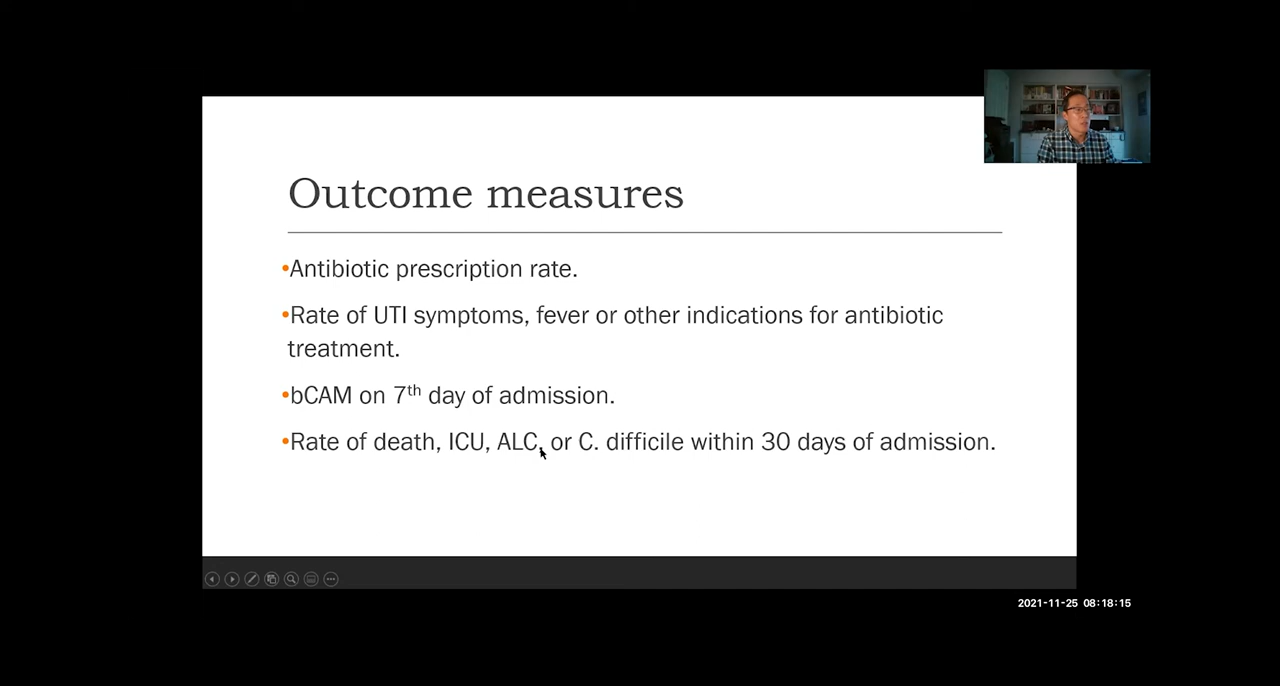 Outcome measures
•Antibiotic prescription rate.
•Rate of UTI symptoms, fever or other indications for antibiotic
treatment.
•bCAM on 7th day of admission.
•Rate of death, ICU, ALC, or C. difficile within 30 days of admission.
2021-11-25 08:18:15